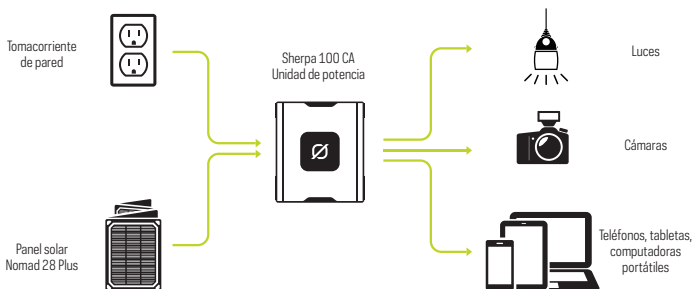 Tomacorriente
de pared
Sherpa 100 CA
Unidad de potencia
Luces
Cámaras
Panel solar
Nomad 28 Plus
Teléfonos, tabletas,
computadoras
portátiles